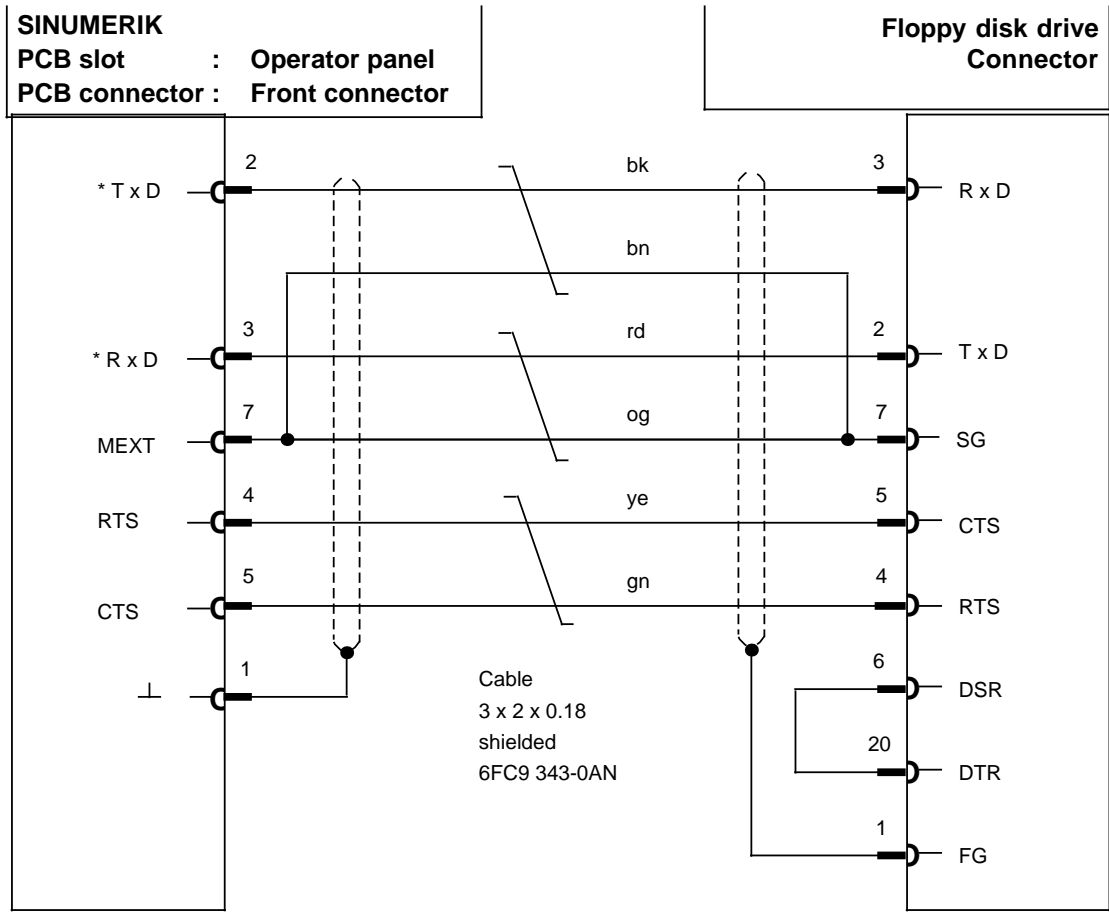 SINUMERIK
PCB slot : Operator panel
PCB connector : Front connector
Floppy disk drive
Connector
2 bk 3
* T x D R x D
bn
3 rd 2
* R x D T x D
7 og 7
MEXT SG
4 ye 5
RTS CTS
5 gn 4
CTS RTS
1 6
DSR
Cable
3 x 2 x 0.18
shielded
6FC9 343-0AN
20
DTR
1
FG